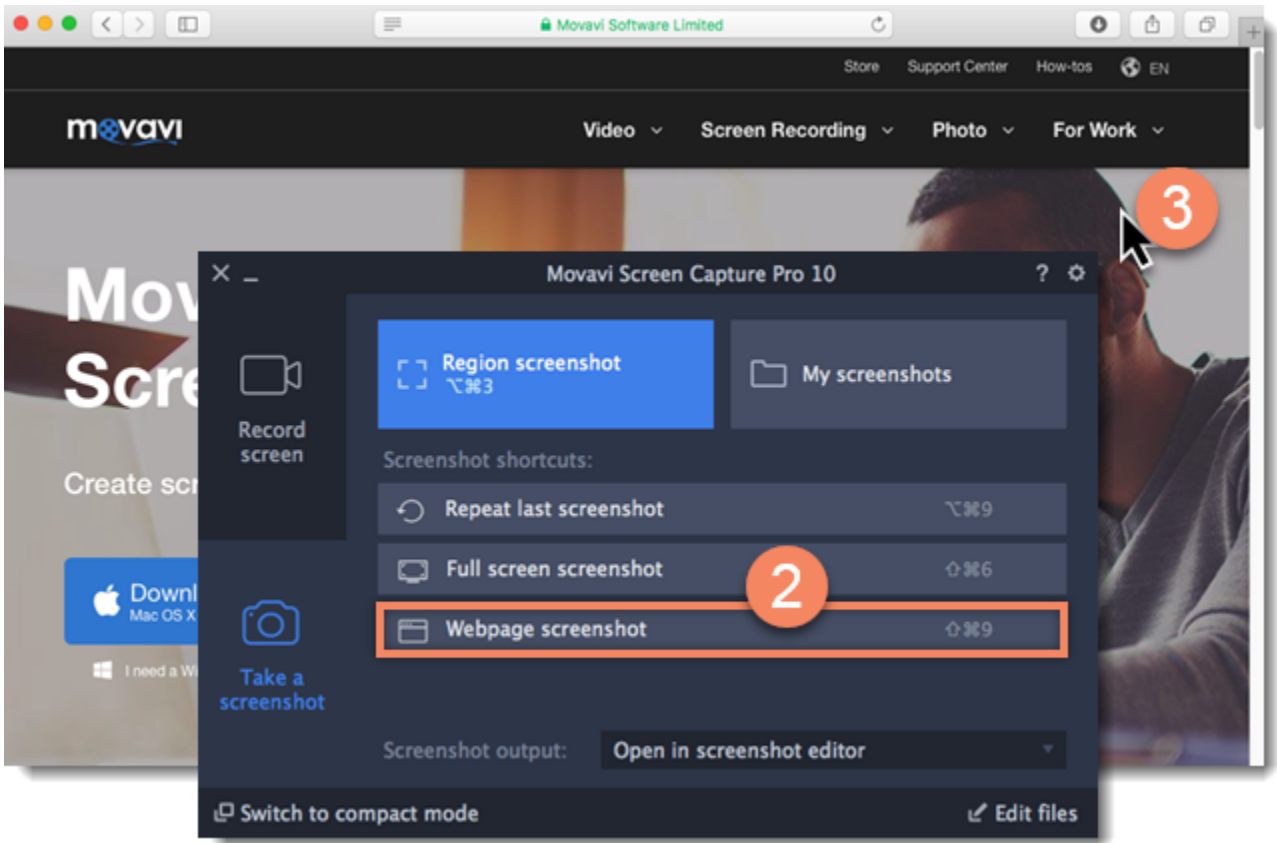 Movavi Software Limited
Store Support Center How-tos EN
movavi
Video Screen Recording Photo For Work
3
Mov
Scre
Create scr
Downl
Mac OS X
I need a Wi
Movavi Screen Capture Pro 10 ?
Record
screen
Take a
screenshot
Region screenshot
⌥⌘3
My screenshots
Screenshot shortcuts:
Repeat last screenshot ⌥⌘9
Full screen screenshot ⇧⌘6
2
Webpage screenshot ⇧⌘9
Screenshot output: Open in screenshot editor
Switch to compact mode Edit files